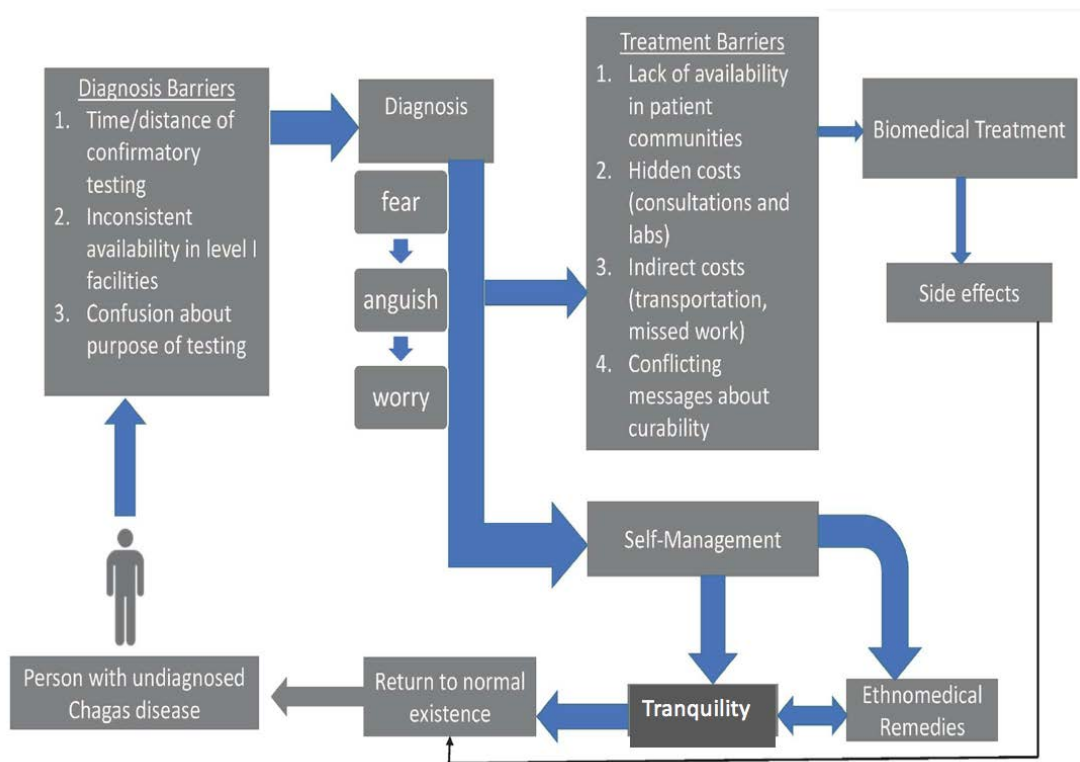 Diagnosis Barriers
1. Time/distance of
confirmatory
testing
2. Inconsistent
availability in level I
facilities
3. Confusion about
purpose of testing
Diagnosis
fear
anguish
worry
Treatment Barriers
1. Lack of availability
in patient
communities
2. Hidden costs
(consultations and
labs)
3. Indirect costs
(transportation,
missed work)
4. Conflicting
messages about
curability
Biomedical Treatment
Side effects
Self-Management
Person with undiagnosed
Chagas disease
Return to normal
existence
Tranquility
Ethnomedical
Remedies